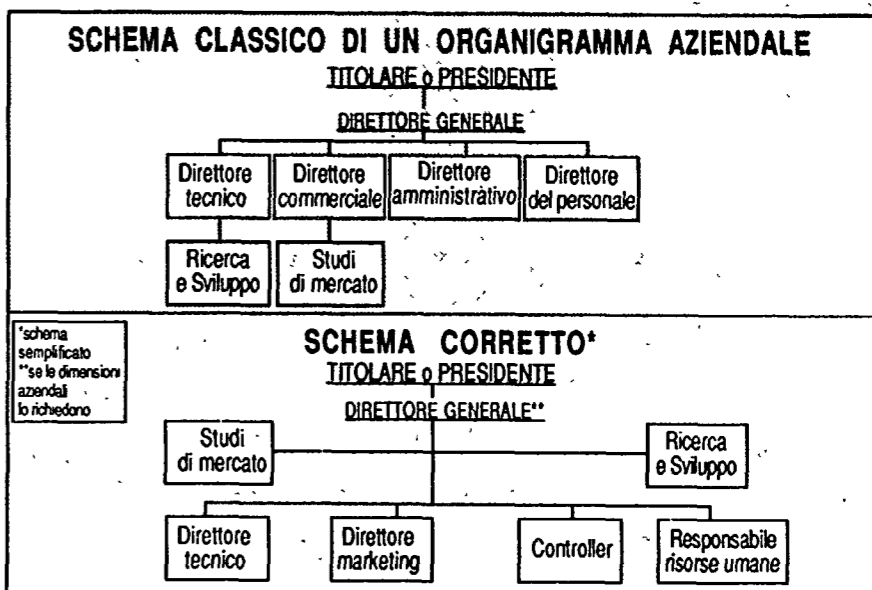 SCHEMA CLASSICO DI UN ORGANIGRAMMA AZIENDALE
TITOLARE o PRESIDENTE
DIRETTORE GENERALE
Direttore
tecnico
Direttore
commerciale
Direttore
amministrativo
Direttore
del personale
Ricerca
e Sviluppo
Studi
di mercato
*schema
semplificato
**se le dimensioni
aziendali
lo richiedono
SCHEMA CORRETTO*
TITOLARE o PRESIDENTE
DIRETTORE GENERALE**
Studi
di mercato
Ricerca
e Sviluppo
Direttore
tecnico
Direttore
marketing
Controller
Responsabile
risorse umane